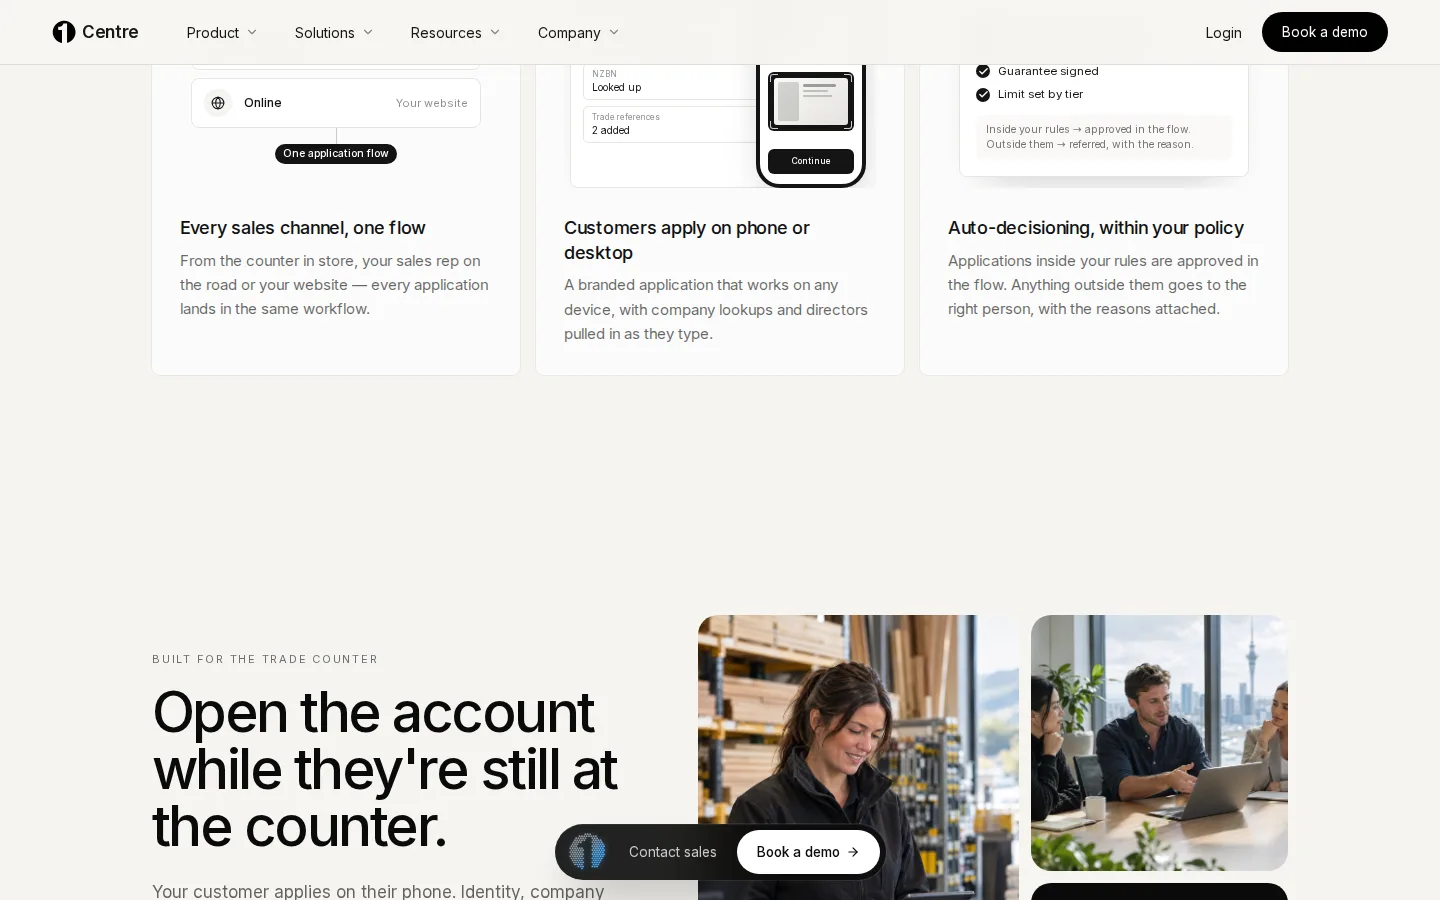 Centre
Product
Solutions
Resources
Company
Login
Book a demo
Online
Your website
One application flow
NZBN
Looked up
Trade references
2 added
Continue
Guarantee signed
Limit set by tier
Inside your rules → approved in the flow.
Outside them → referred, with the reason.
Every sales channel, one flow
From the counter in store, your sales rep on
the road or your website — every application
lands in the same workflow.
Customers apply on phone or
desktop
A branded application that works on any
device, with company lookups and directors
pulled in as they type.
Auto-decisioning, within your policy
Applications inside your rules are approved in
the flow. Anything outside them goes to the
right person, with the reasons attached.
BUILT FOR THE TRADE COUNTER
Open the account
while they're still at
the counter.
Your customer applies on their phone. Identity, company
Contact sales
Book a demo →